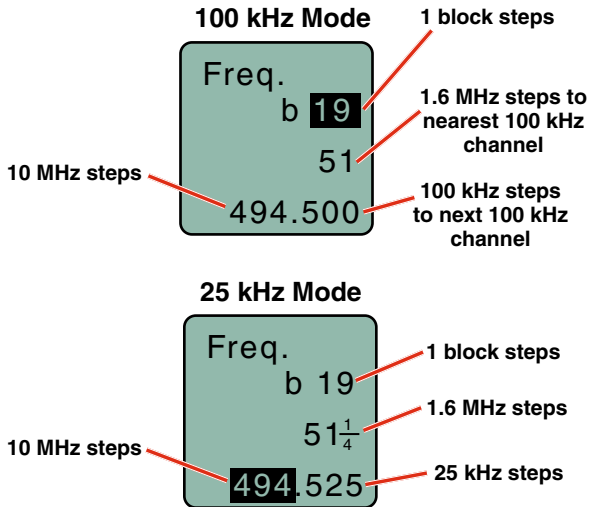 100 kHz Mode
1 block steps
Freq.
b 19
1.6 MHz steps to
nearest 100 kHz
channel
51
10 MHz steps
494.500
100 kHz steps
to next 100 kHz
channel
25 kHz Mode
Freq.
b 19
1 block steps
51 1/4
1.6 MHz steps
10 MHz steps
494.525
25 kHz steps